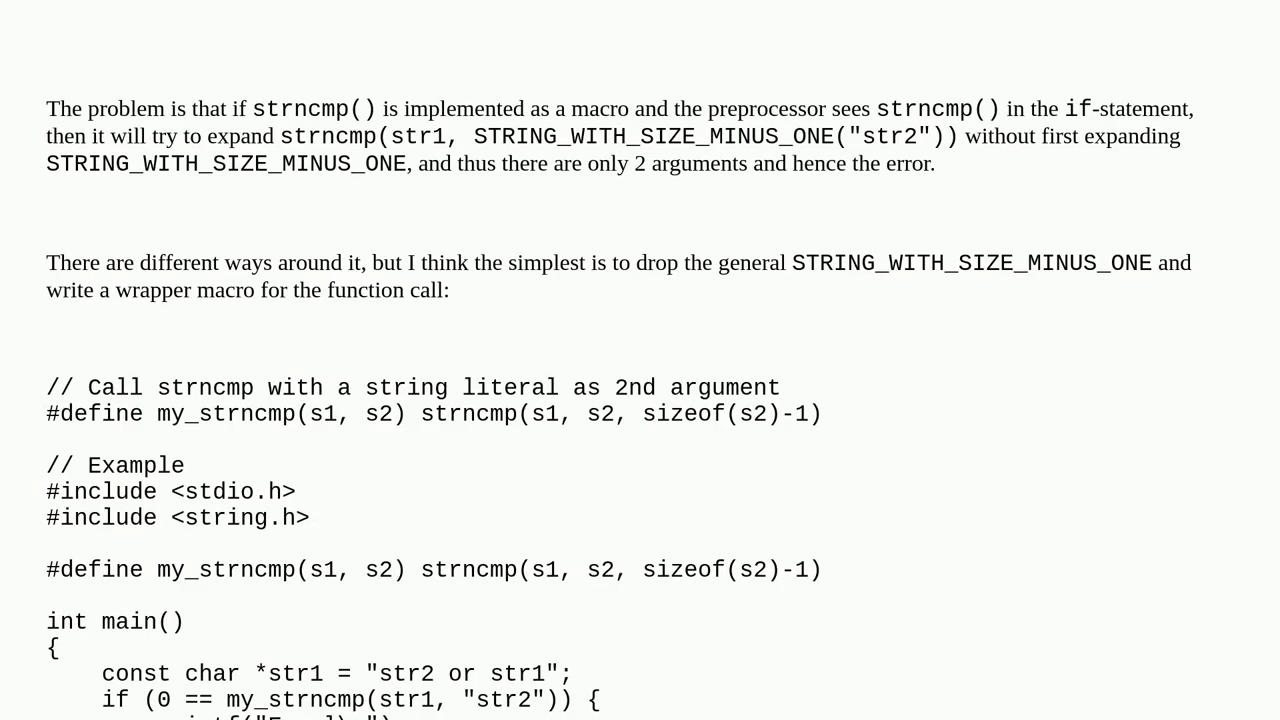 The problem is that if strncmp() is implemented as a macro and the preprocessor sees strncmp() in the if-statement,
then it will try to expand strncmp(str1, STRING_WITH_SIZE_MINUS_ONE("str2")) without first expanding
STRING_WITH_SIZE_MINUS_ONE, and thus there are only 2 arguments and hence the error.
There are different ways around it, but I think the simplest is to drop the general STRING_WITH_SIZE_MINUS_ONE and
write a wrapper macro for the function call:
// Call strncmp with a string literal as 2nd argument
#define my_strncmp(s1, s2) strncmp(s1, s2, sizeof(s2)-1)
// Example
#include <stdio.h>
#include <string.h>
#define my_strncmp(s1, s2) strncmp(s1, s2, sizeof(s2)-1)
int main()
{
    const char *str1 = "str2 or str1";
    if (0 == my_strncmp(str1, "str2")) {